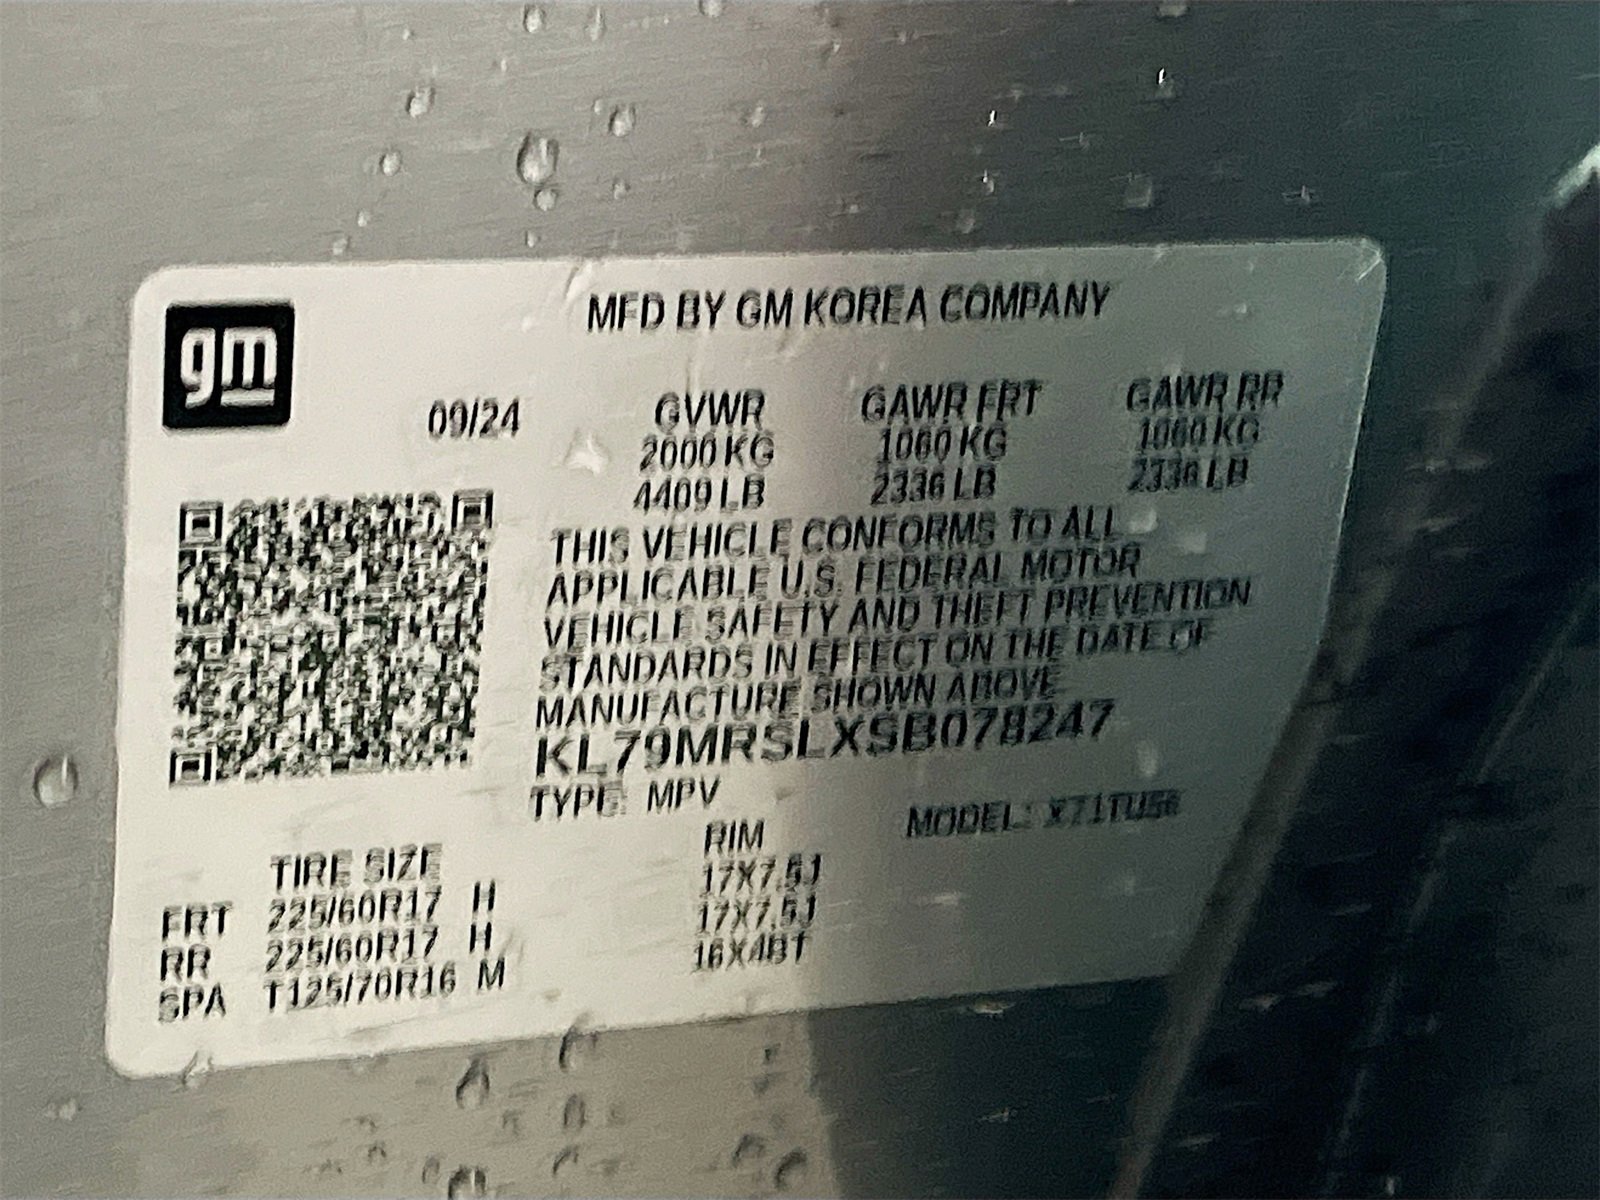 gm
MFD BY GM KOREA COMPANY
09/24 GVWR GAWR FRT GAWR RR
2000 KG 1060 KG 1060 KG
4409 LB 2336 LB 2336 LB
THIS VEHICLE CONFORMS TO ALL
APPLICABLE U.S. FEDERAL MOTOR
VEHICLE SAFETY AND THEFT PREVENTION
STANDARDS IN EFFECT ON THE DATE OF
MANUFACTURE SHOWN ABOVE
KL79MRSLXSB078247
TYPE: MPV MODEL: X71TU56
TIRE SIZE RIM
FRT 225/60R17 H 17X7.5J
RR 225/60R17 H 17X7.5J
SPA T125/70R16 M 16X4BT